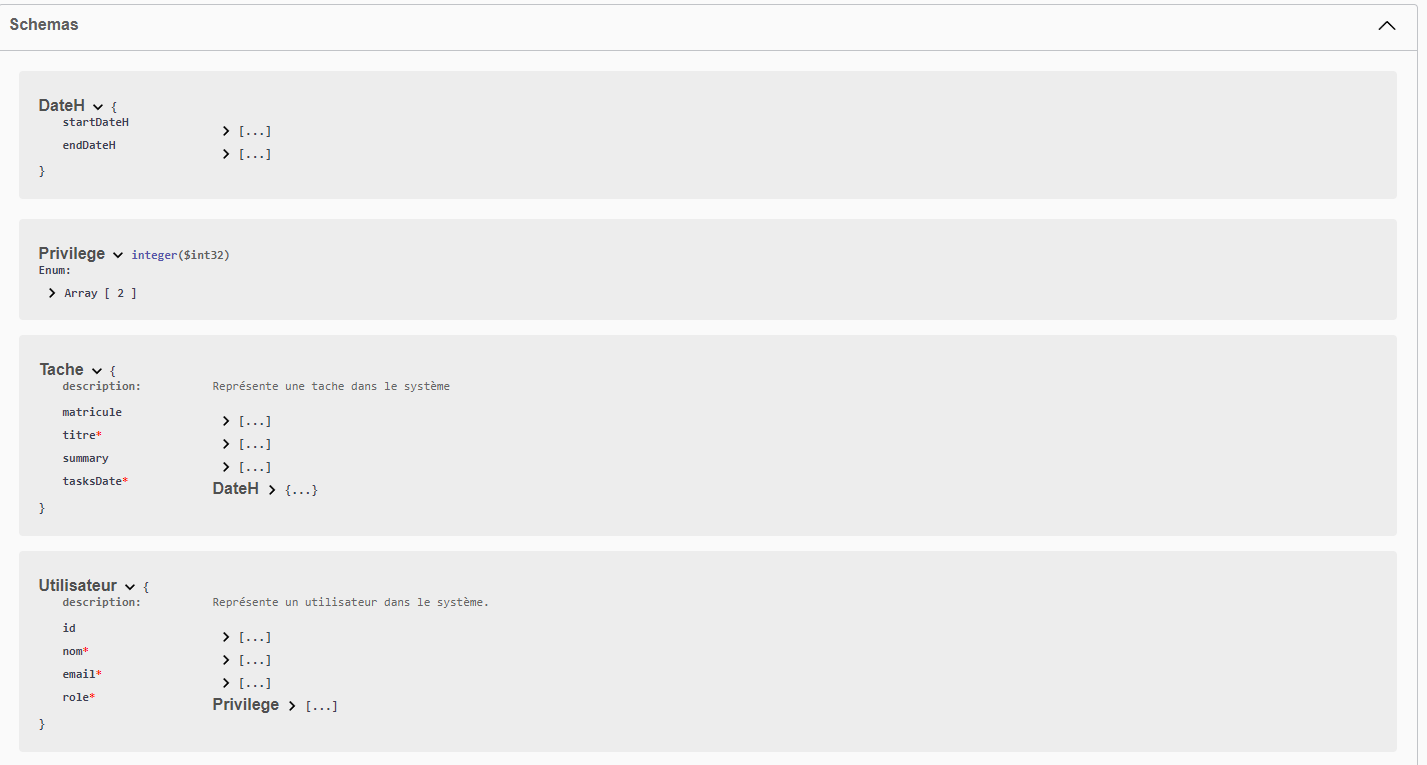 Schemas
DateH {
startDateH [...]
endDateH [...]
}
Privilege integer($int32)
Enum:
Array [ 2 ]
Tache {
description: Représente une tache dans le système
matricule [...]
titre* [...]
summary [...]
tasksDate* DateH {...}
}
Utilisateur {
description: Représente un utilisateur dans le système.
id [...]
nom* [...]
email* [...]
role* Privilege [...]
}